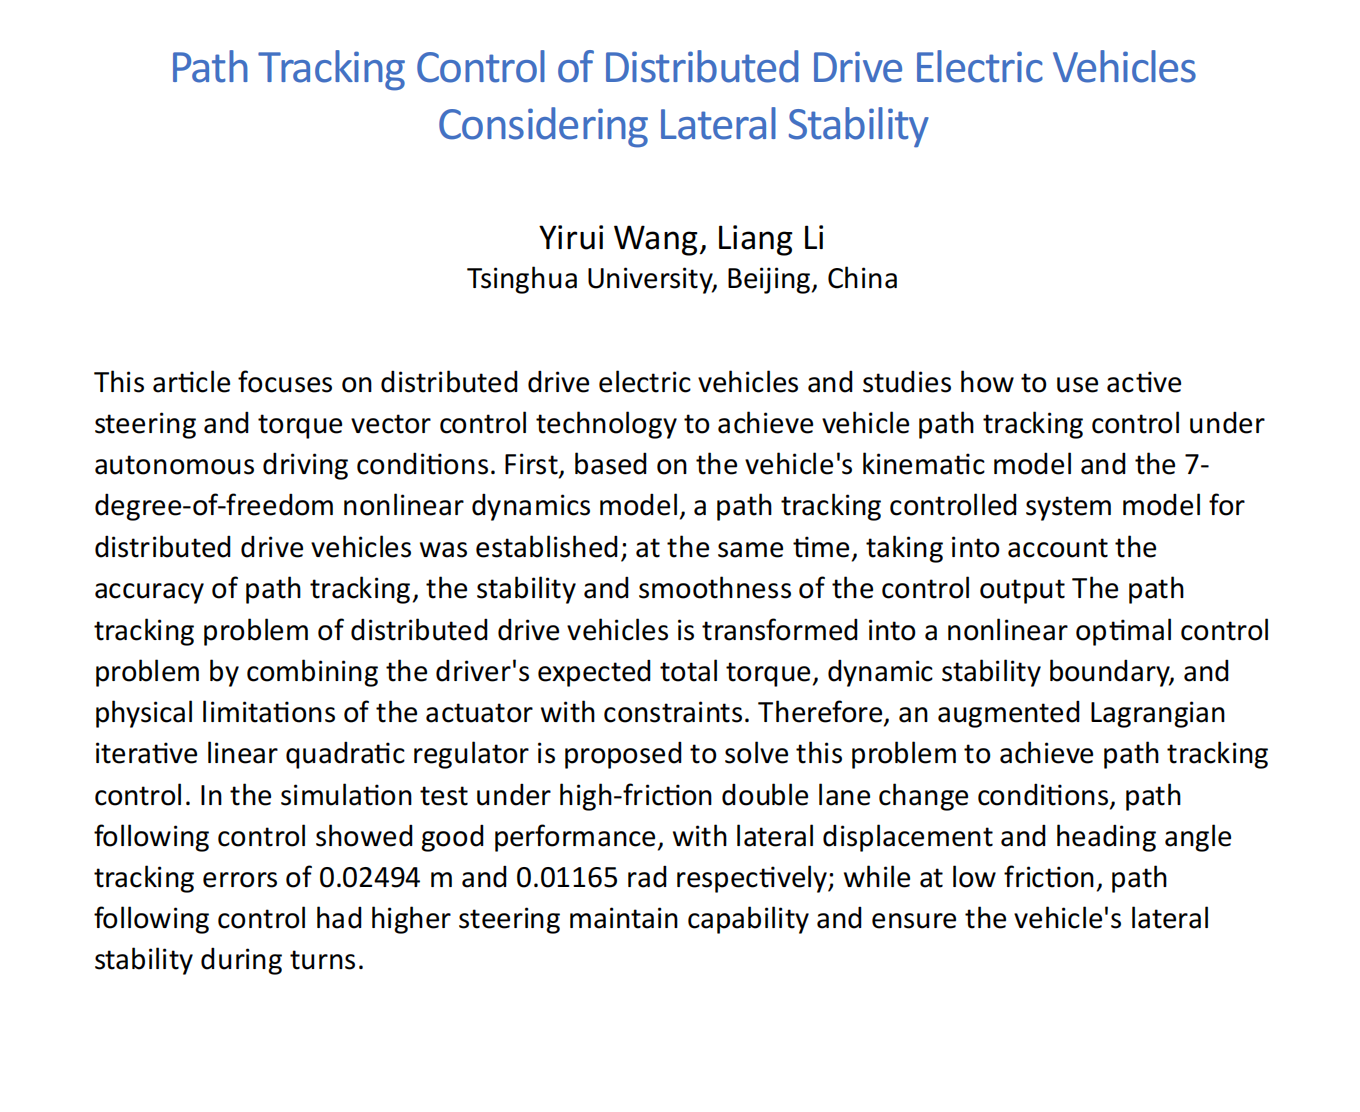 Path Tracking Control of Distributed Drive Electric Vehicles
Considering Lateral Stability
Yirui Wang, Liang Li
Tsinghua University, Beijing, China
This article focuses on distributed drive electric vehicles and studies how to use active
steering and torque vector control technology to achieve vehicle path tracking control under
autonomous driving conditions. First, based on the vehicle's kinematic model and the 7-
degree-of-freedom nonlinear dynamics model, a path tracking controlled system model for
distributed drive vehicles was established; at the same time, taking into account the
accuracy of path tracking, the stability and smoothness of the control output The path
tracking problem of distributed drive vehicles is transformed into a nonlinear optimal control
problem by combining the driver's expected total torque, dynamic stability boundary, and
physical limitations of the actuator with constraints. Therefore, an augmented Lagrangian
iterative linear quadratic regulator is proposed to solve this problem to achieve path tracking
control. In the simulation test under high-friction double lane change conditions, path
following control showed good performance, with lateral displacement and heading angle
tracking errors of 0.02494 m and 0.01165 rad respectively; while at low friction, path
following control had higher steering maintain capability and ensure the vehicle's lateral
stability during turns.